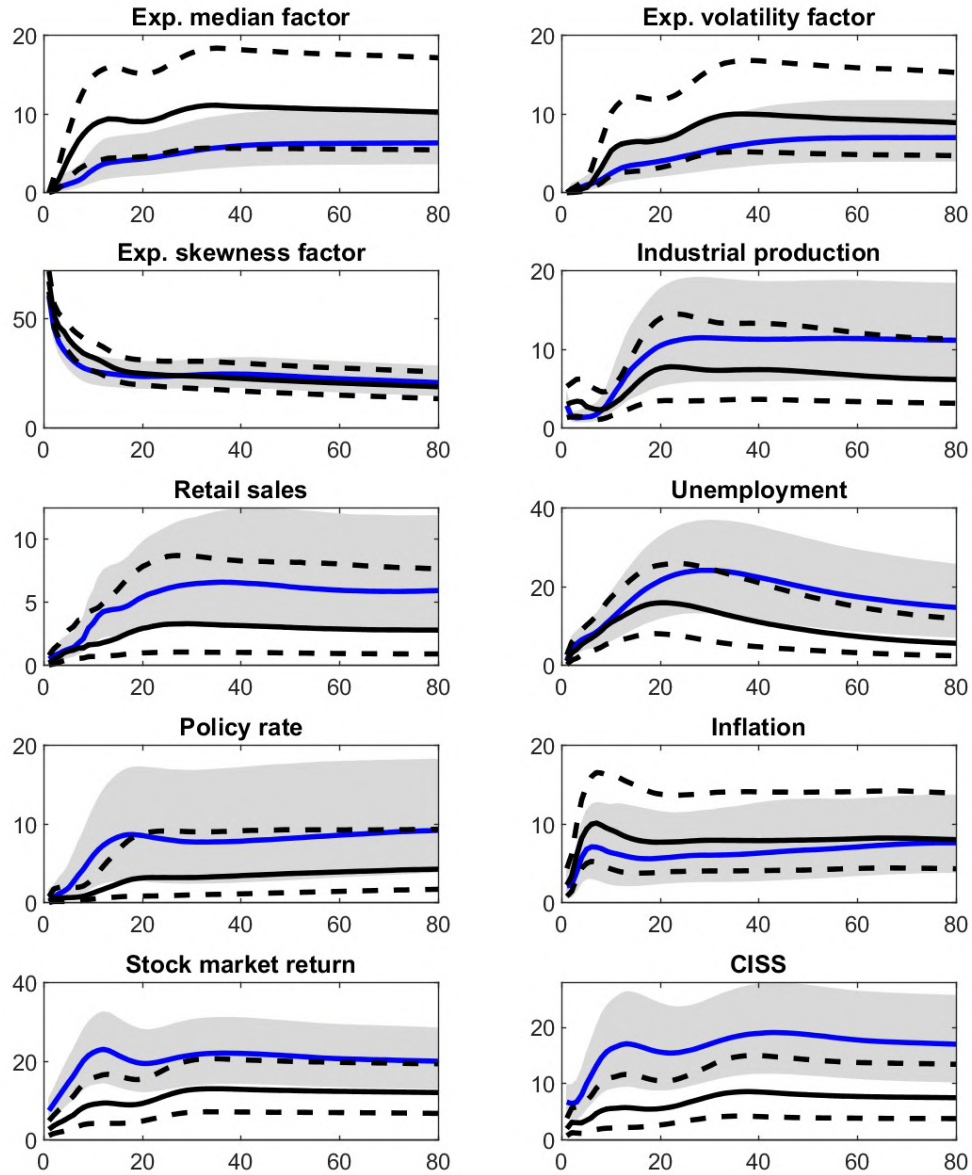 Exp. median factor
20
10
0
0 20 40 60 80
Exp. volatility factor
20
10
0
0 20 40 60 80
Exp. skewness factor
50
0
0 20 40 60 80
Industrial production
20
10
0
0 20 40 60 80
Retail sales
10
5
0
0 20 40 60 80
Unemployment
40
20
0
0 20 40 60 80
Policy rate
20
10
0
0 20 40 60 80
Inflation
20
10
0
0 20 40 60 80
Stock market return
40
20
0
0 20 40 60 80
CISS
20
10
0
0 20 40 60 80